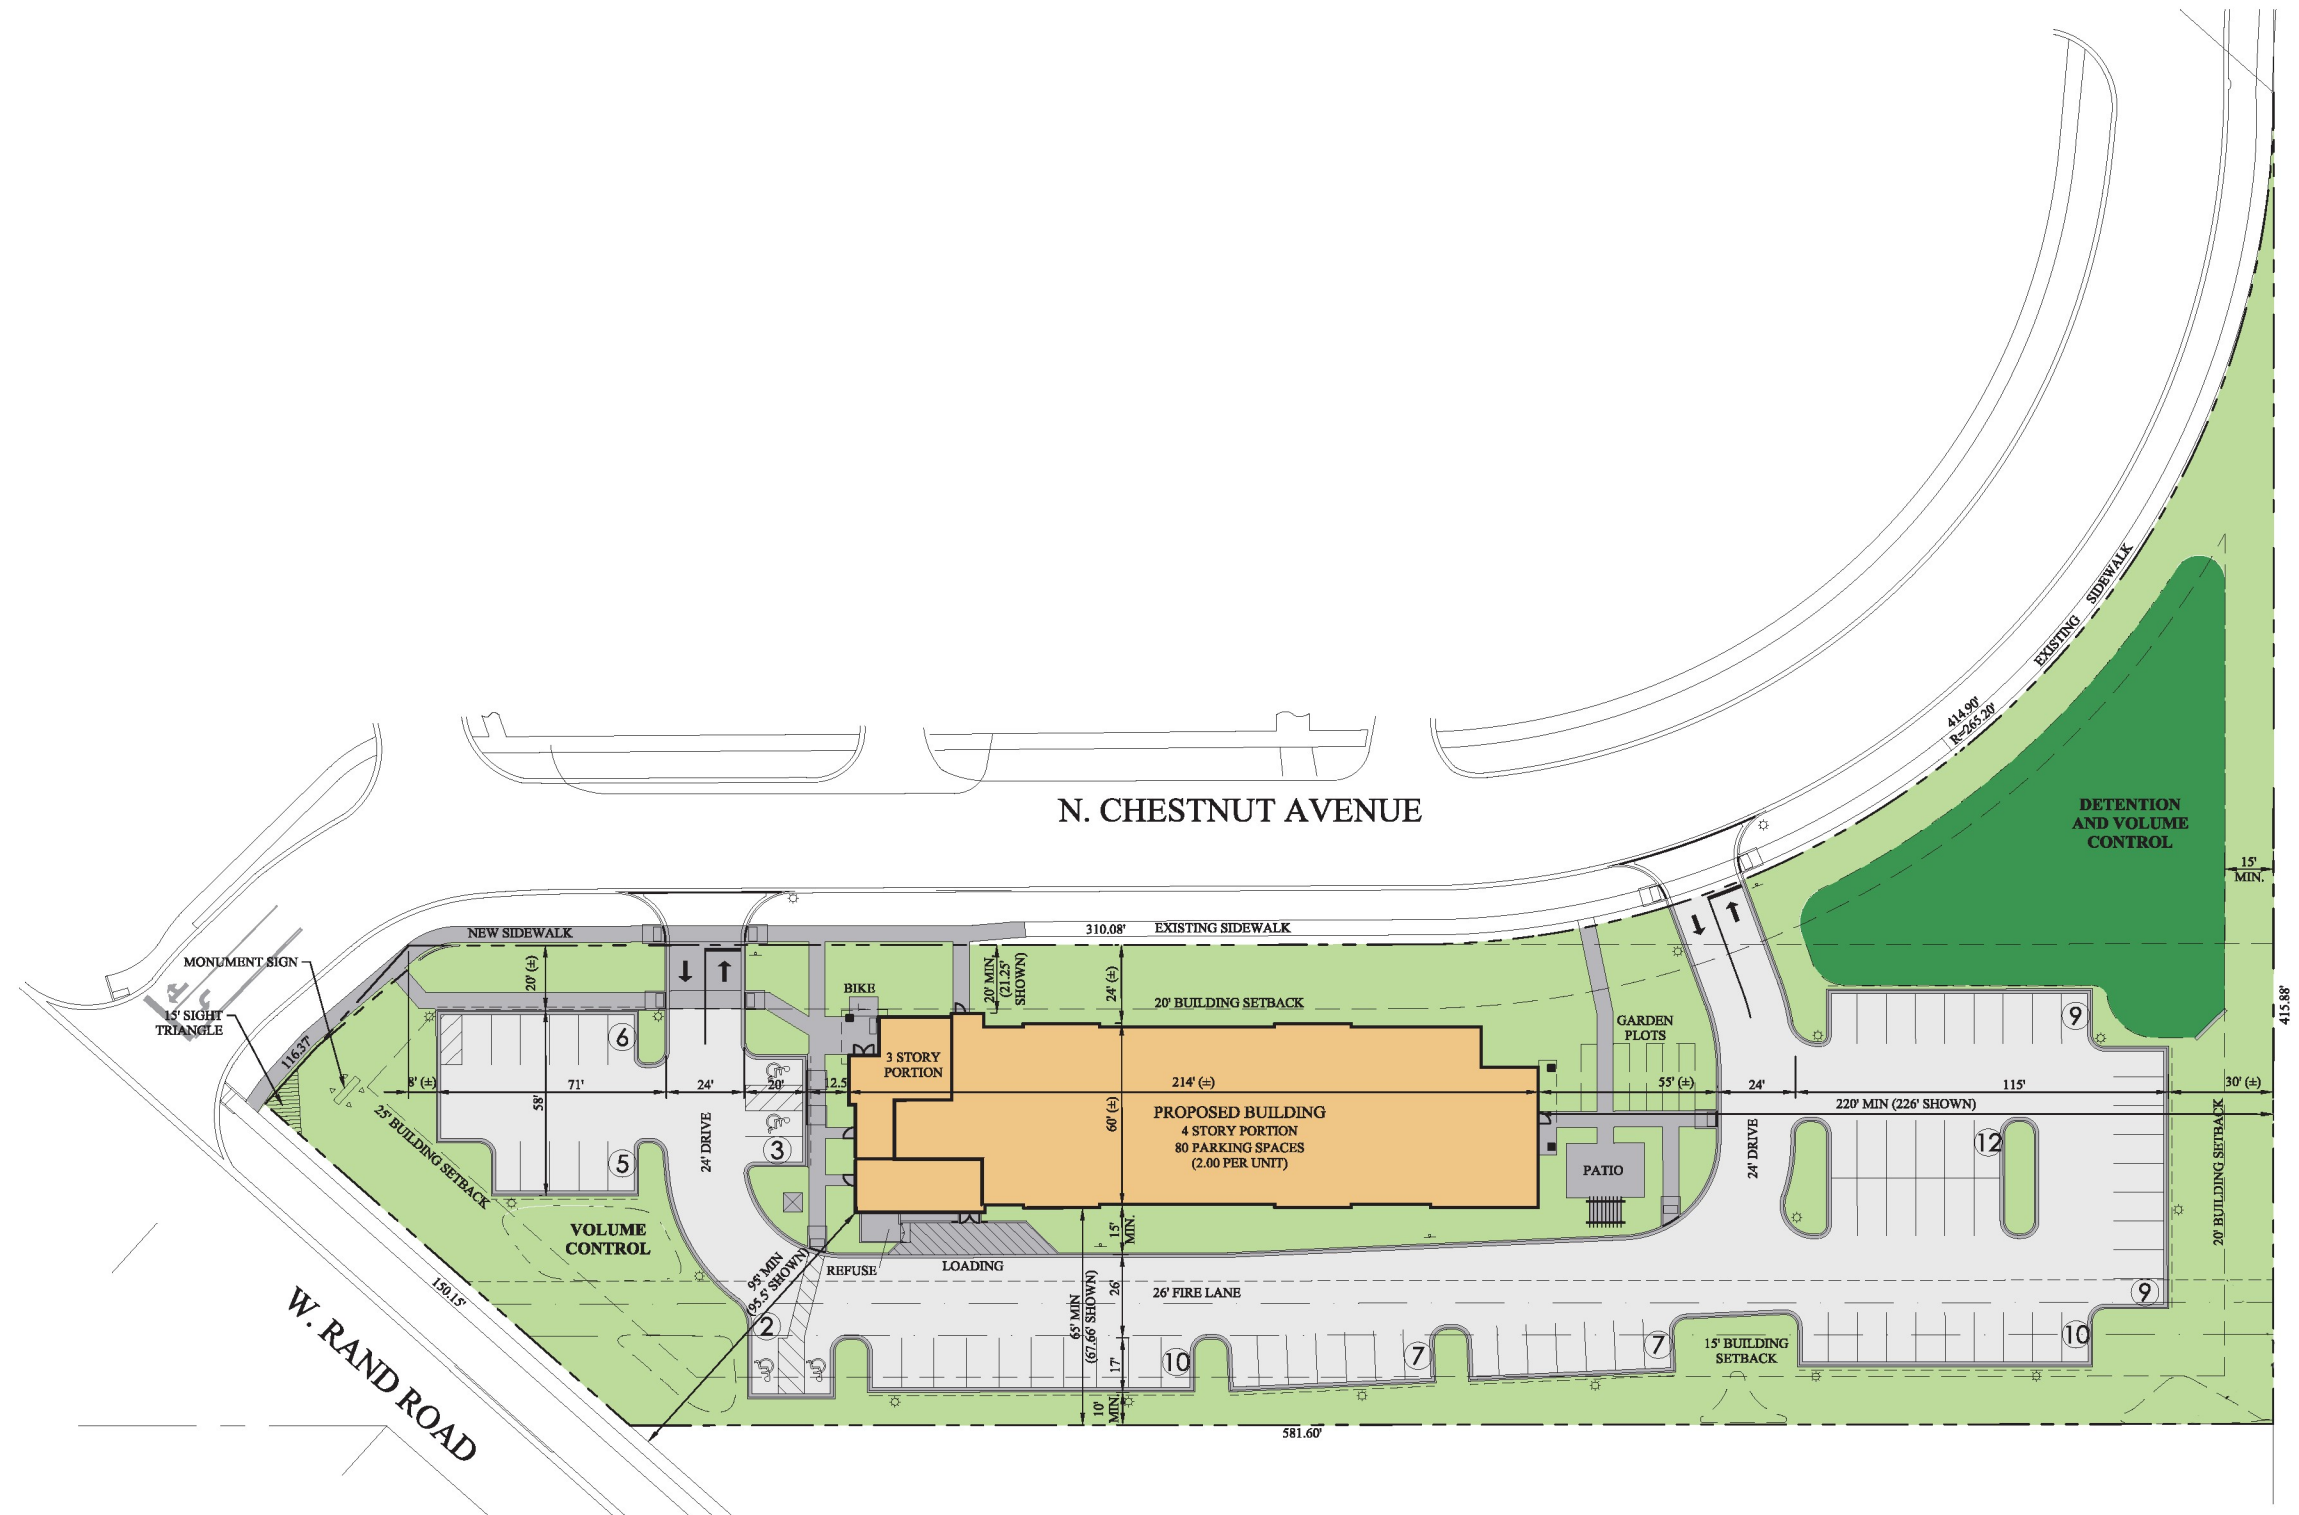 N. CHESTNUT AVENUE
EXISTING SIDEWALK
414.90'
R=265.20'
DETENTION
AND VOLUME
CONTROL
15'
MIN.
415.88'
NEW SIDEWALK
310.08'
EXISTING SIDEWALK
MONUMENT SIGN
15' SIGHT
TRIANGLE
116.37'
20' (±)
BIKE
20' MIN.
(21.25'
SHOWN)
24' (±)
20' BUILDING SETBACK
GARDEN
PLOTS
6
9
3 STORY
PORTION
8' (±)
71'
24'
20'
12.5
214' (±)
55' (±)
24'
115'
30' (±)
58'
60' (±)
220' MIN (226' SHOWN)
25' BUILDING SETBACK
24' DRIVE
PROPOSED BUILDING
4 STORY PORTION
80 PARKING SPACES
(2.00 PER UNIT)
24' DRIVE
12
20' BUILDING SETBACK
5
3
PATIO
VOLUME
CONTROL
15'
MIN.
REFUSE
LOADING
95' MIN
(95.5' SHOWN)
65' MIN
(67.66' SHOWN)
26'
26' FIRE LANE
9
150.15'
W. RAND ROAD
2
10
17'
7
7
15' BUILDING
SETBACK
10
10'
MIN.
581.60'